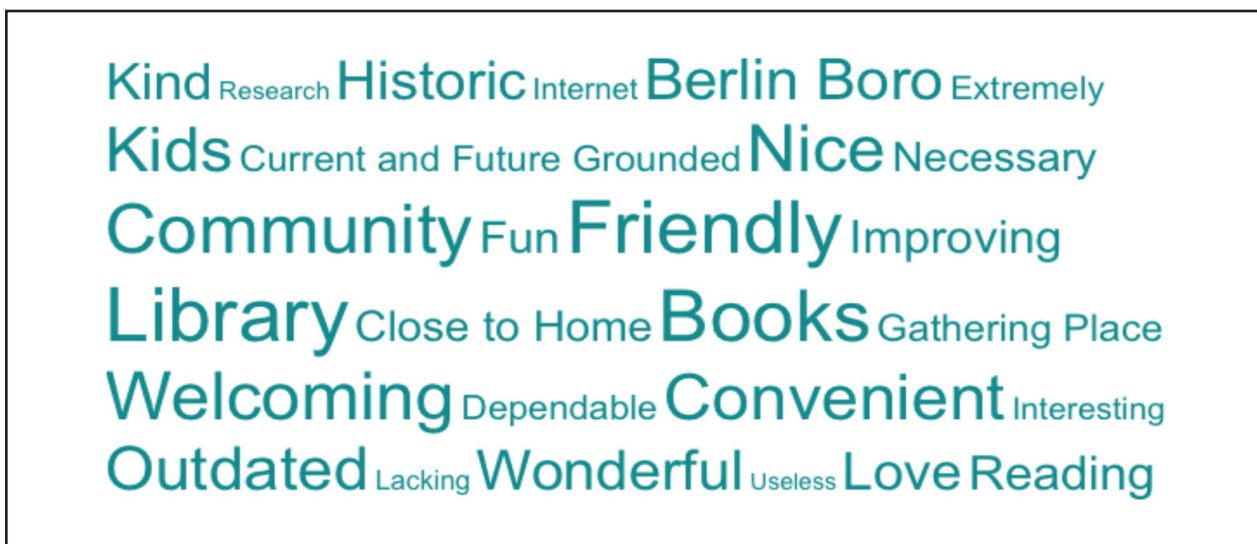 Kind Research Historic Internet Berlin Boro Extremely
Kids Current and Future Grounded Nice Necessary
Community Fun Friendly Improving
Library Close to Home Books Gathering Place
Welcoming Dependable Convenient Interesting
Outdated Lacking Wonderful Useless Love Reading